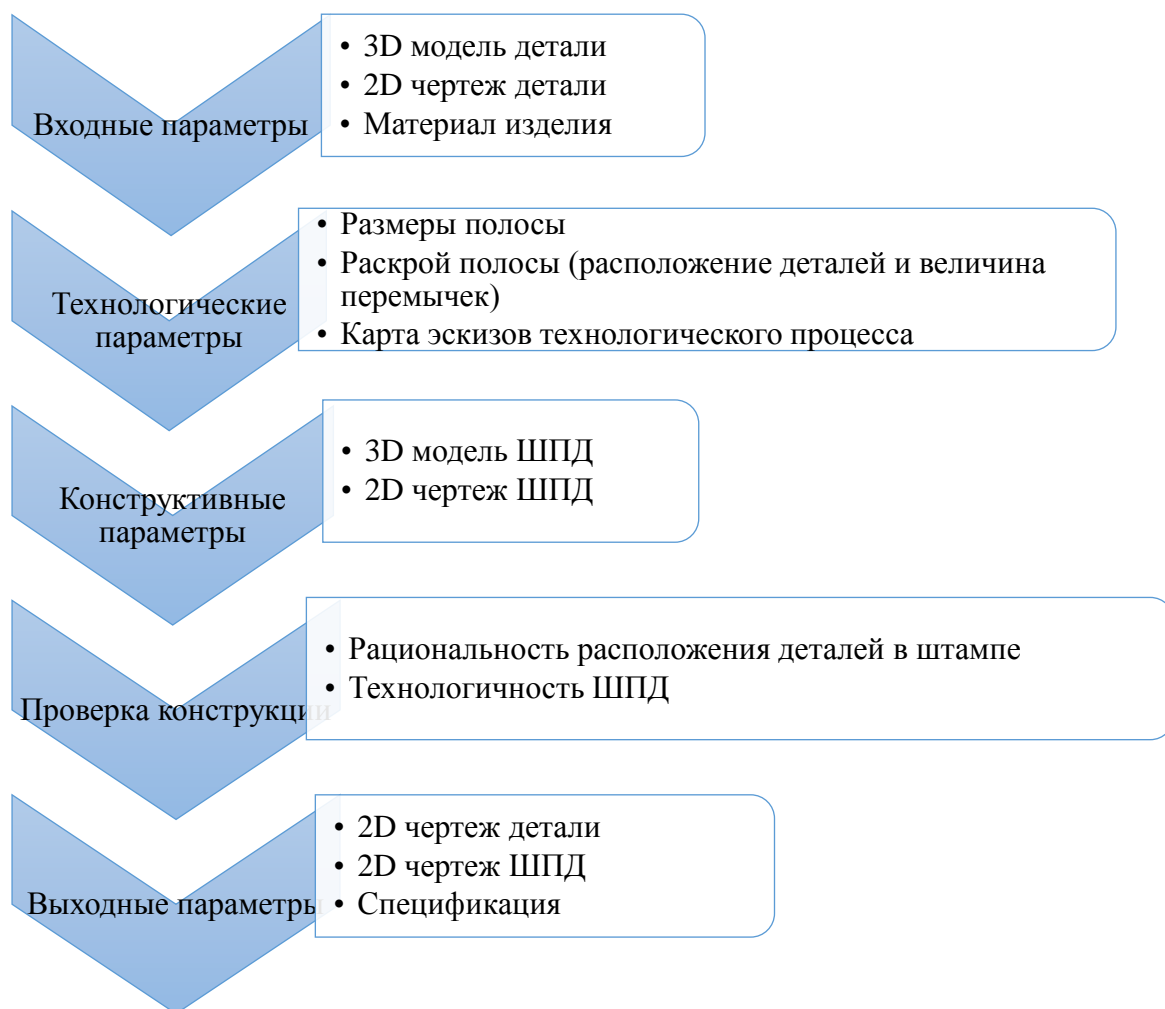 Входные параметры
• 3D модель детали
• 2D чертеж детали
• Материал изделия
Технологические
параметры
• Размеры полосы
• Раскрой полосы (расположение деталей и величина
перемычек)
• Карта эскизов технологического процесса
Конструктивные
параметры
• 3D модель ШПД
• 2D чертеж ШПД
Проверка конструкции
• Рациональность расположения деталей в штампе
• Технологичность ШПД
Выходные параметры
• 2D чертеж детали
• 2D чертеж ШПД
• Спецификация